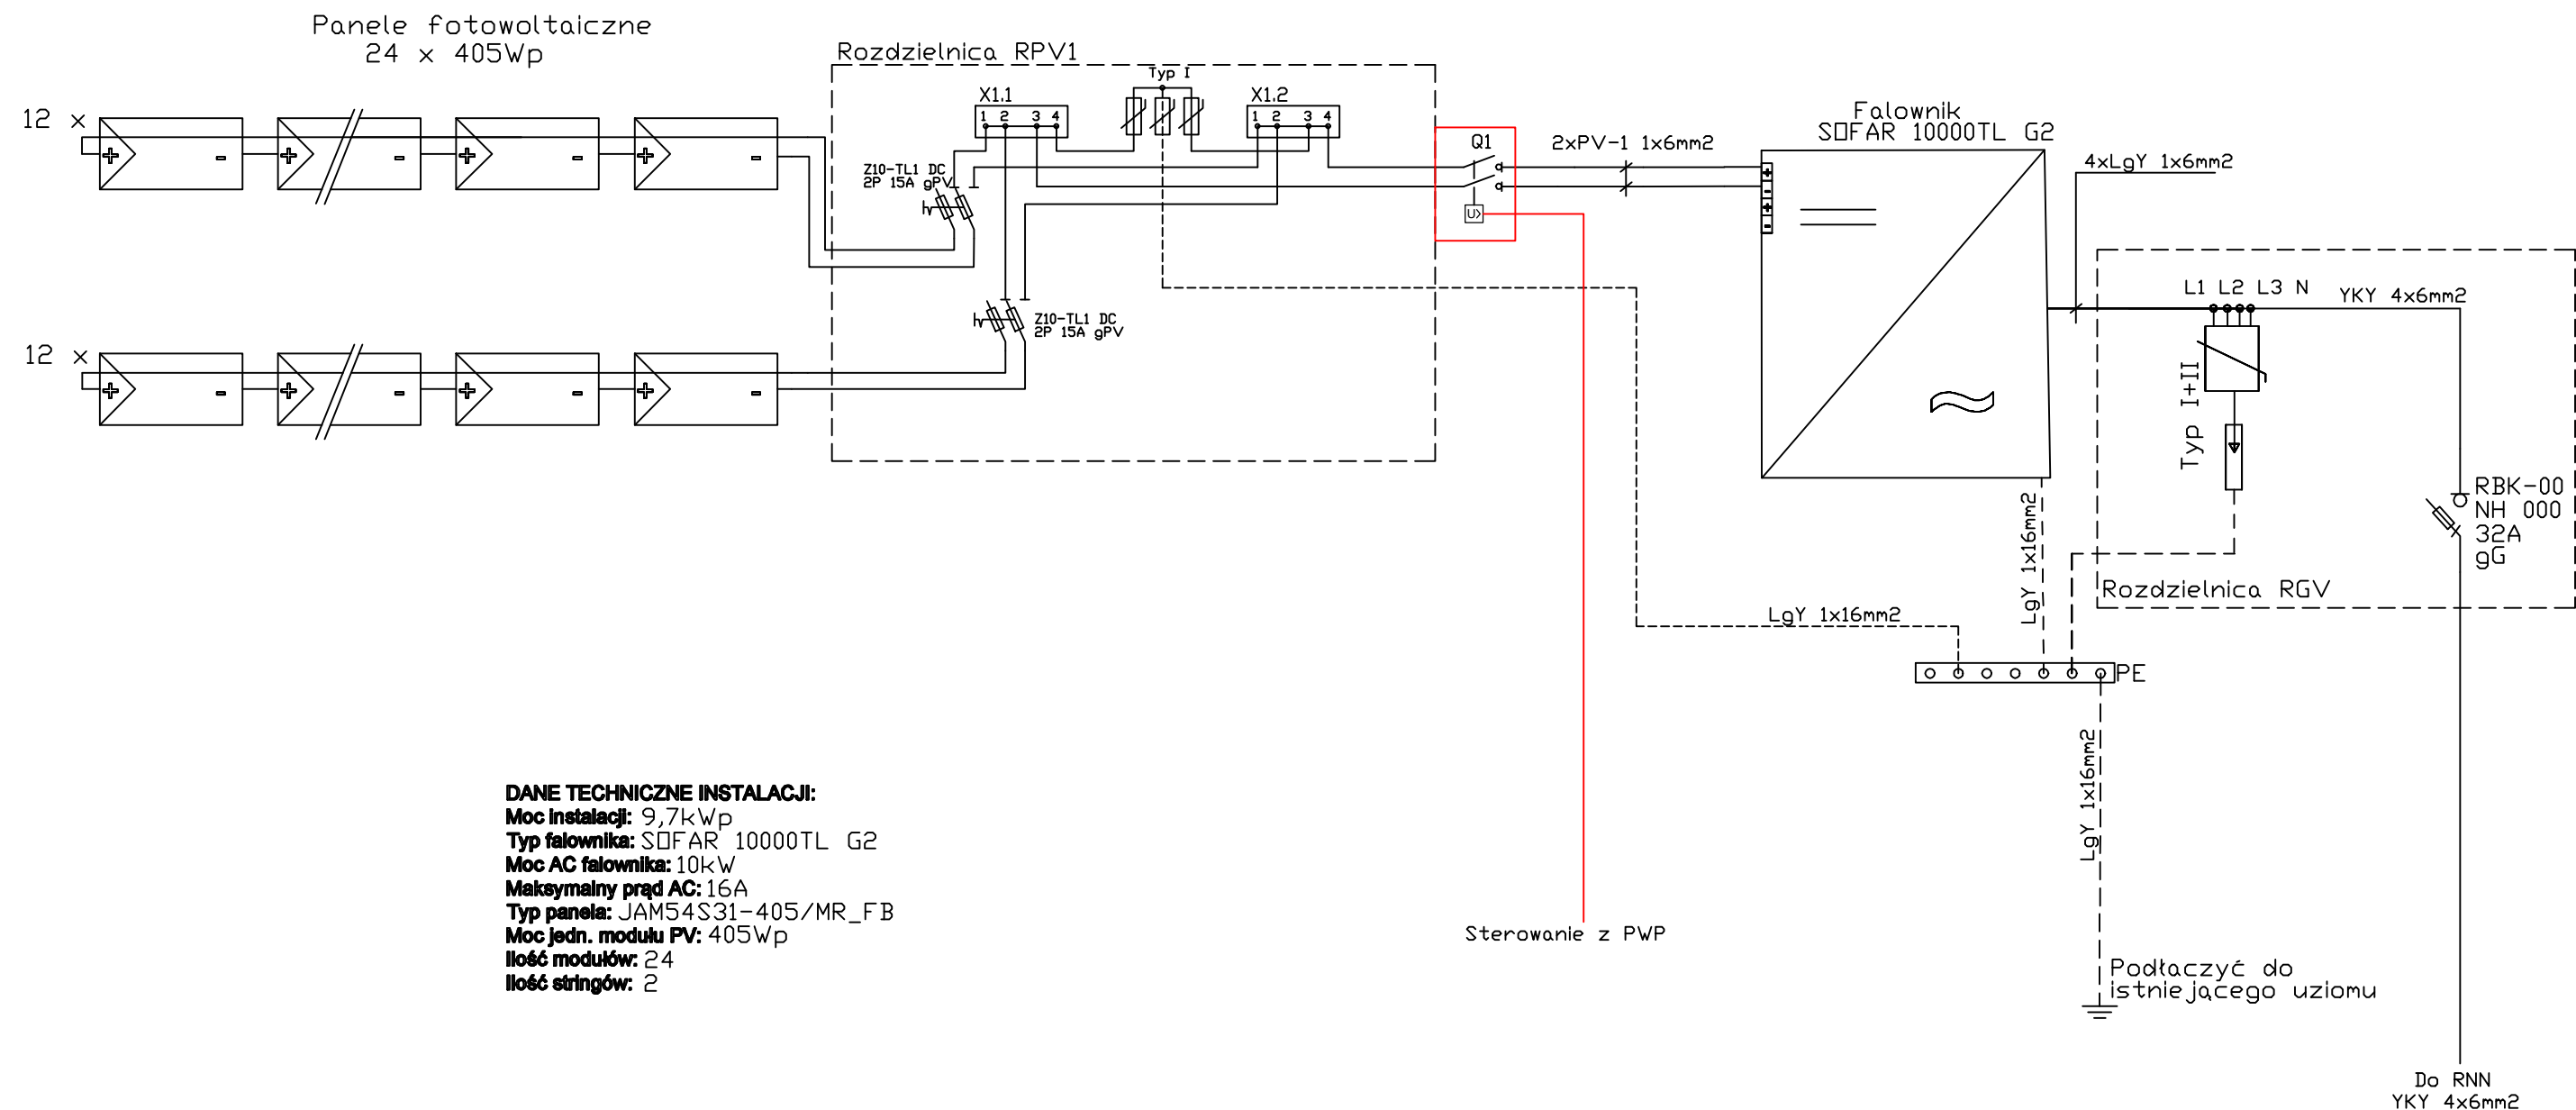 Panele fotowoltaiczne
24 x 405Wp
12 x
12 x
Rozdzielnica RPV1
Typ I
X1.1
1 2 3 4
X1.2
1 2 3 4
Z10-TL1 DC
2P 15A gPV
Z10-TL1 DC
2P 15A gPV
Q1
U>
2xPV-1 1x6mm2
Falownik
SOFAR 10000TL G2
+
-
+
-
4xLgY 1x6mm2
L1 L2 L3 N
YKY 4x6mm2
Typ I+II
RBK-00
NH 000
32A
gG
Rozdzielnica RGV
LgY 1x16mm2
LgY 1x16mm2
PE
LgY 1x16mm2
DANE TECHNICZNE INSTALACJI:
Moc instalacji: 9,7kWp
Typ falownika: SOFAR 10000TL G2
Moc AC falownika: 10kW
Maksymalny prąd AC: 16A
Typ panela: JAM54S31-405/MR_FB
Moc jedn. modułu PV: 405Wp
Ilość modułów: 24
Ilość stringów: 2
Sterowanie z PWP
Podłaczyć do
istniejącego uziomu
Do RNN
YKY 4x6mm2